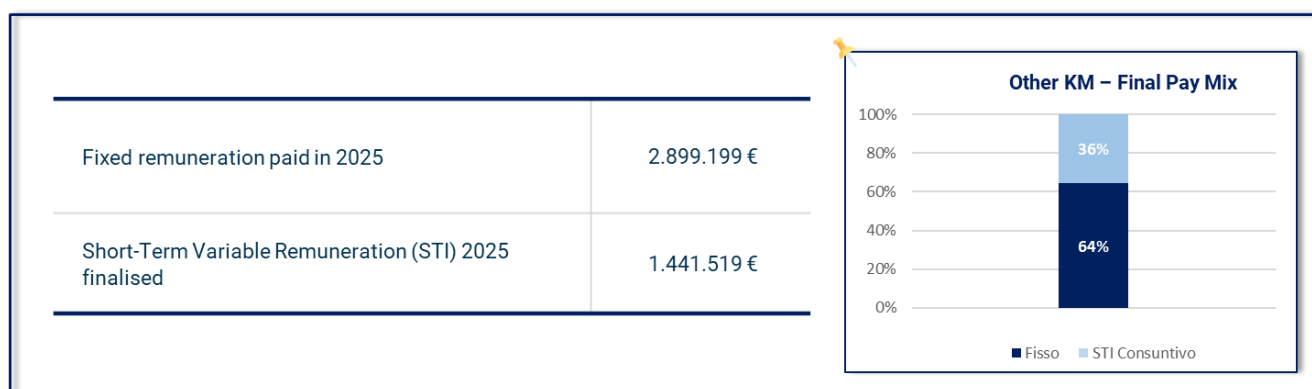 Fixed remuneration paid in 2025
2.899.199 €
Short-Term Variable Remuneration (STI) 2025
finalised
1.441.519 €
Other KM – Final Pay Mix
100%
80%
60%
40%
20%
0%
36%
64%
Fisso
STI Consuntivo